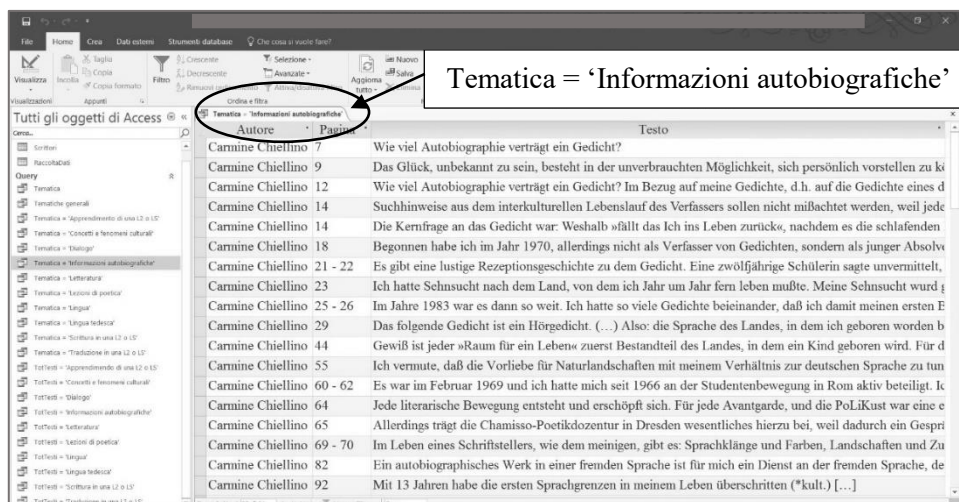 File Home Crea Dati esterni Strumenti database Che cosa si vuole fare?
Visualizza
Incolla
Taglia
Copia
Copia formato
Filtro
Crescente
Decrescente
Selezione
Avanzate
Aggiorna tutto
Nuovo
Salva
Elimina
Visualizzazioni Appunti Ordina e filtra
Tematica = ‘Informazioni autobiografiche’
Tutti gli oggetti di Access
Cerca...
Scrittori
RaccoltaDati
Query
Tematica
Tematiche generali
Tematica = 'Apprendimento di una L2 o LS'
Tematica = 'Concetti e fenomeni culturali'
Tematica = 'Dialogo'
Tematica = 'Informazioni autobiografiche'
Tematica = 'Letteratura'
Tematica = 'Lezioni di poetica'
Tematica = 'Lingua'
Tematica = 'Lingua tedesca'
Tematica = 'Scrittura in una L2 o LS'
Tematica = 'Traduzione in una L2 o LS'
TotTesti = 'Apprendimento di una L2 o LS'
TotTesti = 'Concetti e fenomeni culturali'
TotTesti = 'Dialogo'
TotTesti = 'Informazioni autobiografiche'
TotTesti = 'Letteratura'
TotTesti = 'Lezioni di poetica'
TotTesti = 'Lingua'
TotTesti = 'Lingua tedesca'
TotTesti = 'Scrittura in una L2 o LS'
TotTesti = 'Traduzione in una L2 o LS'
Tematica = 'Informazioni autobiografiche'
Autore Pagina Testo
Carmine Chiellino 7 Wie viel Autobiographie verträgt ein Gedicht?
Carmine Chiellino 9 Das Glück, unbekannt zu sein, besteht in der unverbrauchten Möglichkeit, sich persönlich vorstellen zu kö
Carmine Chiellino 12 Wie viel Autobiographie verträgt ein Gedicht? Im Bezug auf meine Gedichte, d.h. auf die Gedichte eines d
Carmine Chiellino 14 Suchhinweise aus dem interkulturellen Lebenslauf des Verfassers sollen nicht mißachtet werden, weil jede
Carmine Chiellino 14 Die Kernfrage an das Gedicht war: Weshalb »fällt das Ich ins Leben zurück«, nachdem es die schlafenden
Carmine Chiellino 18 Begonnen habe ich im Jahr 1970, allerdings nicht als Verfasser von Gedichten, sondern als junger Absolve
Carmine Chiellino 21 - 22 Es gibt eine lustige Rezeptionsgeschichte zu dem Gedicht. Eine zwölfjährige Schülerin sagte unvermittelt,
Carmine Chiellino 23 Ich hatte Sehnsucht nach dem Land, von dem ich Jahr um Jahr fern leben mußte. Meine Sehnsucht wurd g
Carmine Chiellino 25 - 26 Im Jahre 1983 war es dann so weit. Ich hatte so viele Gedichte beieinander, daß ich damit meinen ersten B
Carmine Chiellino 29 Das folgende Gedicht ist ein Hörgedicht. (…) Also: die Sprache des Landes, in dem ich geboren worden b
Carmine Chiellino 44 Gewiß ist jeder »Raum für ein Leben« zuerst Bestandteil des Landes, in dem ein Kind geboren wird. Für d
Carmine Chiellino 55 Ich vermute, daß die Vorliebe für Naturlandschaften mit meinem Verhältnis zur deutschen Sprache zu tun
Carmine Chiellino 60 - 62 Es war im Februar 1969 und ich hatte mich seit 1966 an der Studentenbewegung in Rom aktiv beteiligt. Ic
Carmine Chiellino 64 Jede literarische Bewegung entsteht und erschöpft sich. Für jede Avantgarde, und die PoLiKust war eine e
Carmine Chiellino 65 Allerdings trägt die Chamisso-Poetikdozentur in Dresden wesentliches hierzu bei, weil dadurch ein Gesprä
Carmine Chiellino 69 - 70 Im Leben eines Schriftstellers, wie dem meinigen, gibt es: Sprachklänge und Farben, Landschaften und Zu
Carmine Chiellino 82 Ein autobiographisches Werk in einer fremden Sprache ist für mich ein Dienst an der fremden Sprache, de
Carmine Chiellino 92 Mit 13 Jahren habe die ersten Sprachgrenzen in meinem Leben überschritten (*kult.) […]